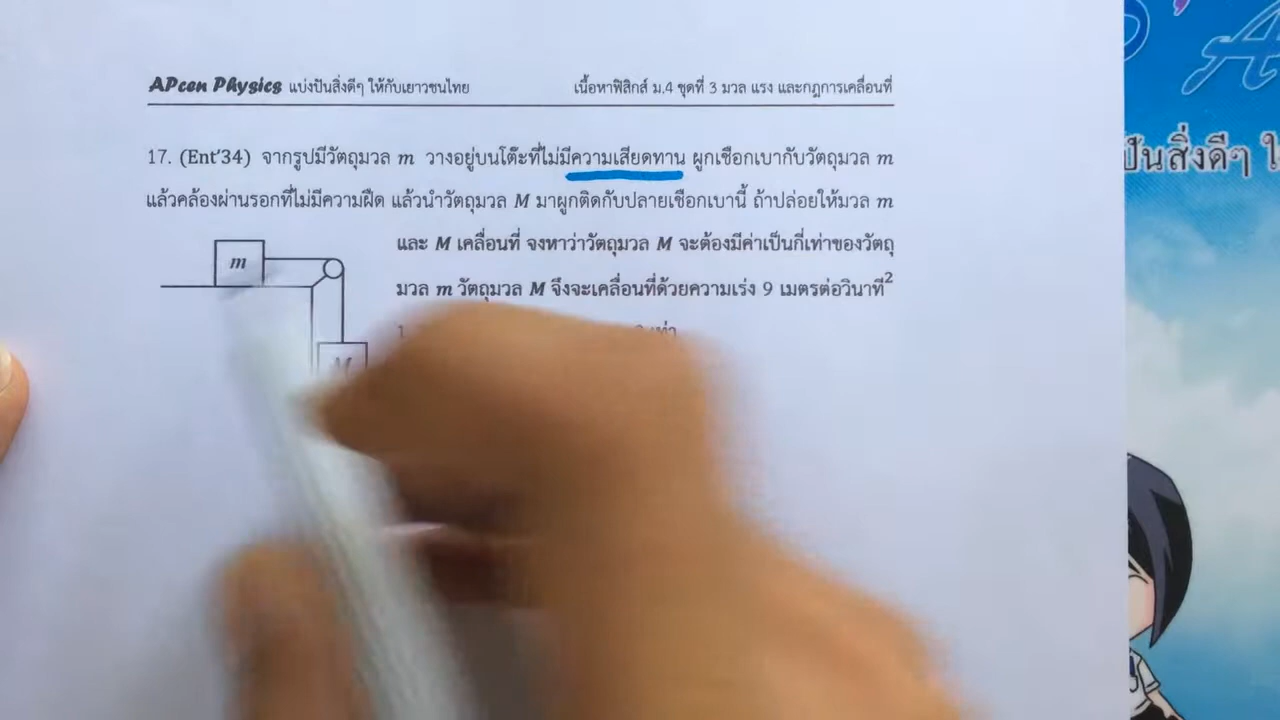 APcen Physics แบ่งปันสิ่งดีๆ ให้กับเยาวชนไทย เนื้อหาฟิสิกส์ ม.4 ชุดที่ 3 มวล แรง และกฎการเคลื่อนที่
17. (Ent'34) จากรูปมีวัตถุมวล m วางอยู่บนโต๊ะที่ไม่มีความเสียดทาน ผูกเชือกเบากับวัตถุมวล m
แล้วคล้องผ่านรอกที่ไม่มีความฝืด แล้วนำวัตถุมวล M มาผูกติดกับปลายเชือกเบานี้ ถ้าปล่อยให้มวล m
และ M เคลื่อนที่ จงหาว่าวัตถุมวล M จะต้องมีค่าเป็นกี่เท่าของวัตถุ
มวล m วัตถุมวล M จึงจะเคลื่อนที่ด้วยความเร่ง 9 เมตรต่อวินาที²
m
M
เท่า
ปันสิ่งดีๆ